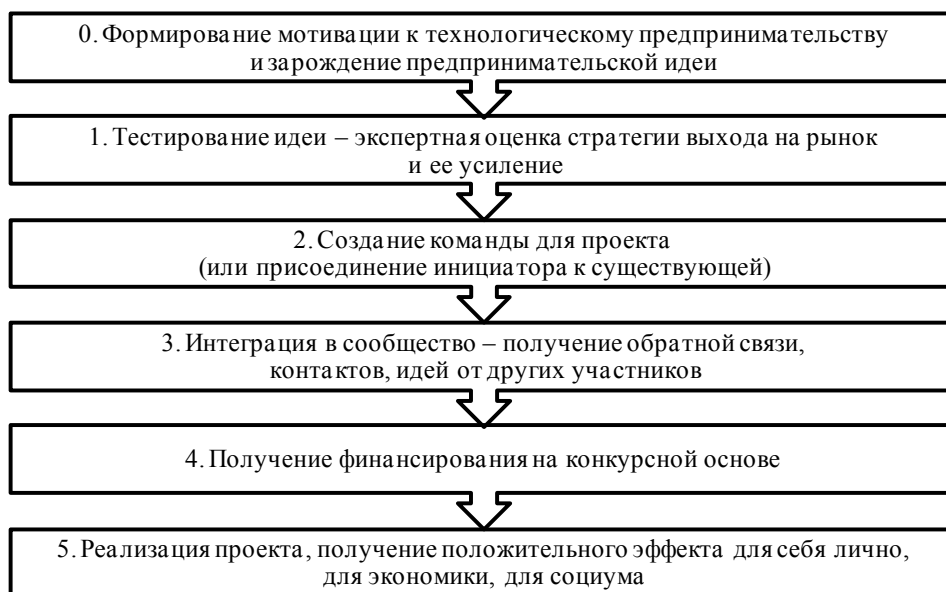 0. Формирование мотивации к технологическому предпринимательству
и зарождение предпринимательской идеи
1. Тестирование идеи – экспертная оценка стратегии выхода на рынок
и ее усиление
2. Создание команды для проекта
(или присоединение инициатора к существующей)
3. Интеграция в сообщество – получение обратной связи,
контактов, идей от других участников
4. Получение финансирования на конкурсной основе
5. Реализация проекта, получение положительного эффекта для себя лично,
для экономики, для социума